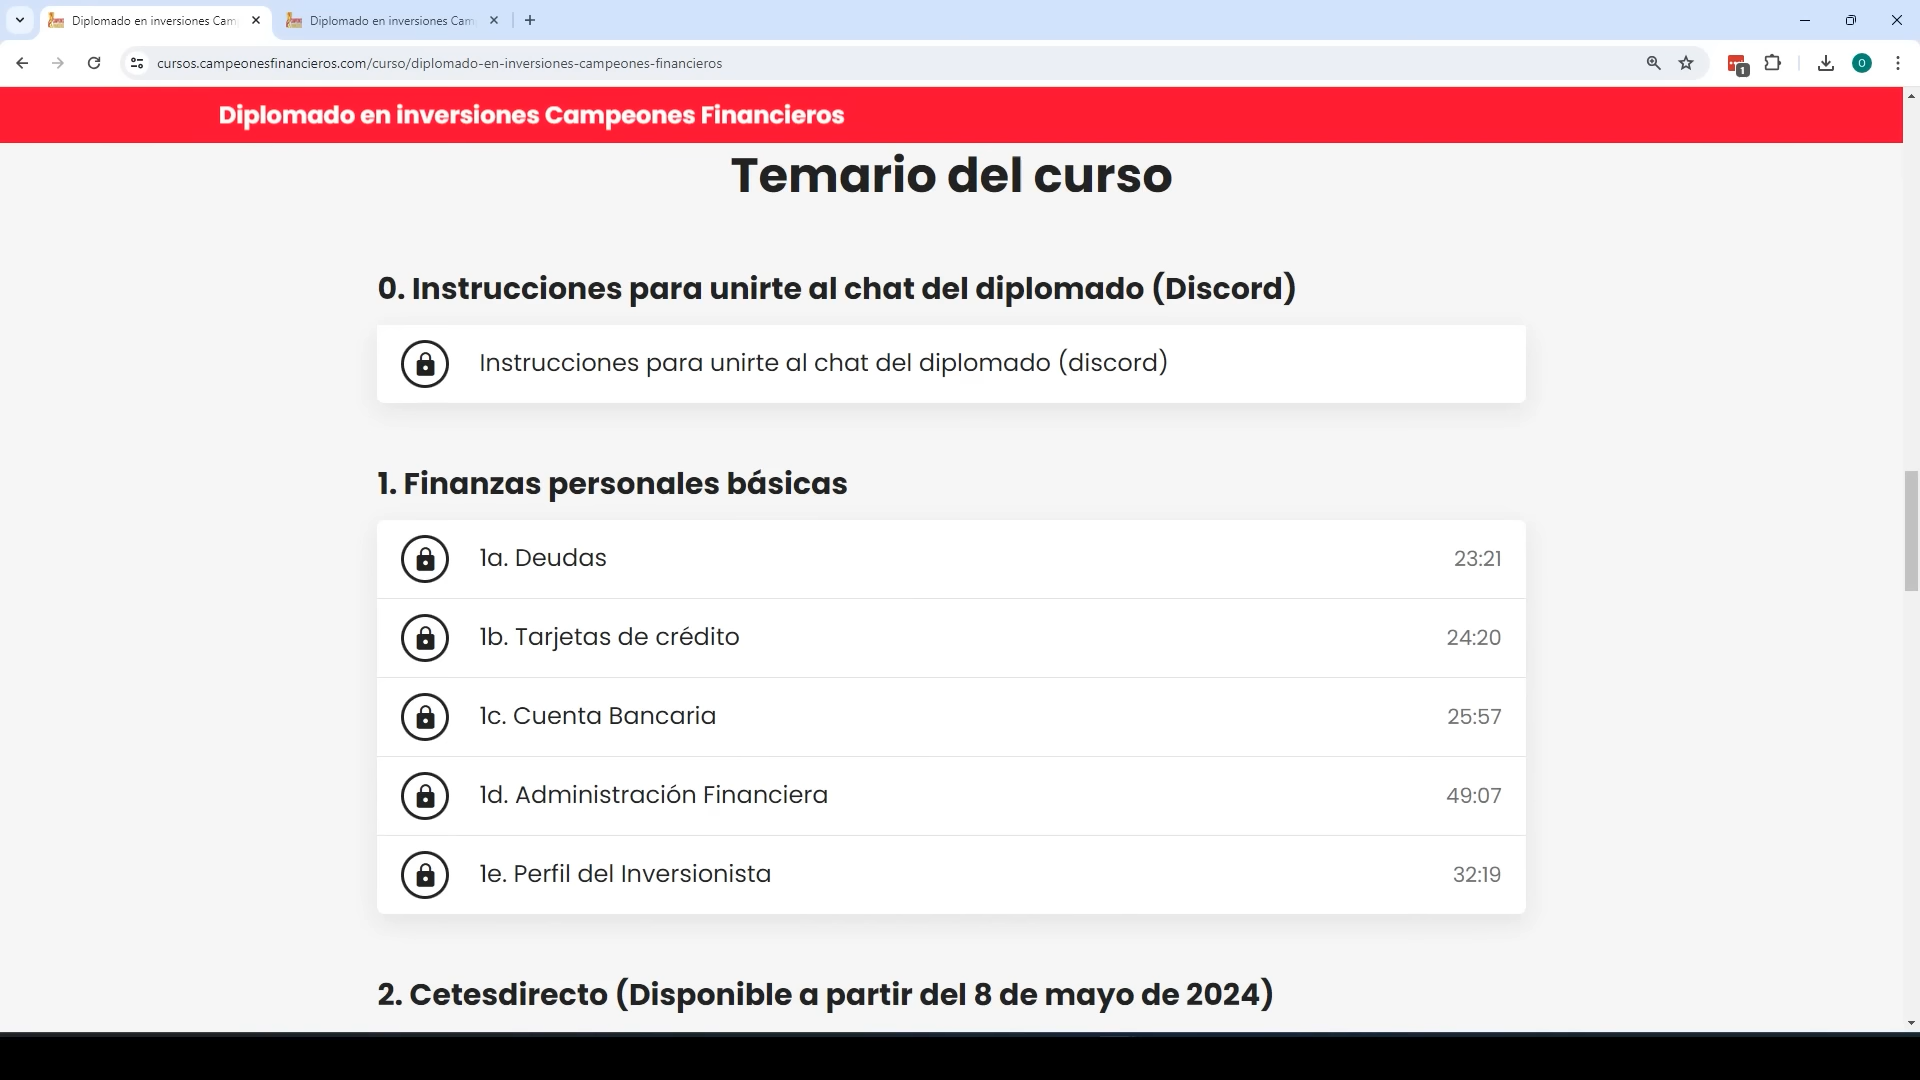 Diplomado en inversiones Cam
Diplomado en inversiones Cam
cursos.campeonesfinancieros.com/curso/diplomado-en-inversiones-campeones-financieros
1
O
Diplomado en inversiones Campeones Financieros
Temario del curso
0. Instrucciones para unirte al chat del diplomado (Discord)
Instrucciones para unirte al chat del diplomado (discord)
1. Finanzas personales básicas
1a. Deudas 23:21
1b. Tarjetas de crédito 24:20
1c. Cuenta Bancaria 25:57
1d. Administración Financiera 49:07
1e. Perfil del Inversionista 32:19
2. Cetesdirecto (Disponible a partir del 8 de mayo de 2024)